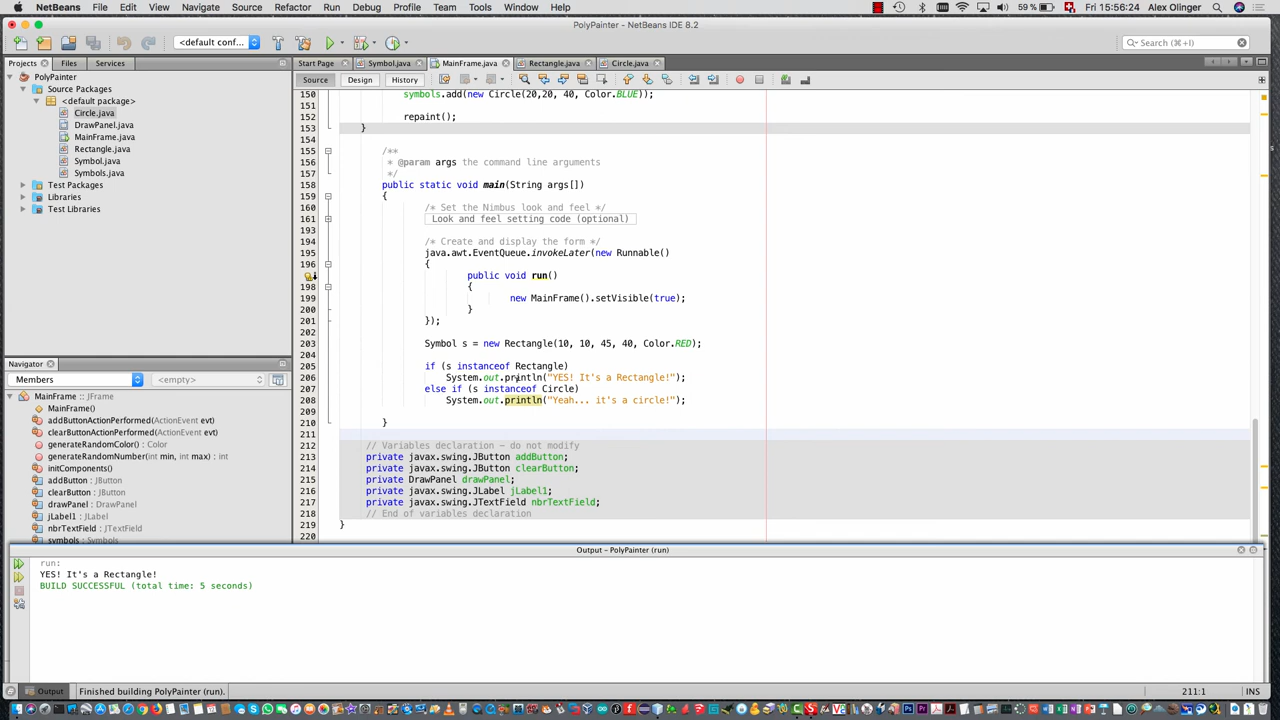 NetBeans File Edit View Navigate Source Refactor Run Debug Profile Team Tools Window Help 59 % Fri 15:56:24 Alex Olinger
PolyPainter - NetBeans IDE 8.2
<default conf... Search (⌘+I)
Projects Files Services
Start Page Symbol.java MainFrame.java Rectangle.java Circle.java
Source Design History
PolyPainter
Source Packages
<default package>
Circle.java
DrawPanel.java
MainFrame.java
Rectangle.java
Symbol.java
Symbols.java
Test Packages
Libraries
Test Libraries
Navigator
Members <empty>
MainFrame :: JFrame
MainFrame()
addButtonActionPerformed(ActionEvent evt)
clearButtonActionPerformed(ActionEvent evt)
generateRandomColor() : Color
generateRandomNumber(int min, int max) : int
initComponents()
addButton : JButton
clearButton : JButton
drawPanel : DrawPanel
jLabel1 : JLabel
nbrTextField : JTextField
symbols : Symbols
150 symbols.add(new Circle(20,20, 40, Color.BLUE));
151
152 repaint();
153 }
154
155 /**
156 * @param args the command line arguments
157 */
158 public static void main(String args[])
159 {
160 /* Set the Nimbus look and feel */
161 Look and feel setting code (optional)
193
194 /* Create and display the form */
195 java.awt.EventQueue.invokeLater(new Runnable()
196 {
public void run()
198 {
199 new MainFrame().setVisible(true);
200 }
201 });
202
203 Symbol s = new Rectangle(10, 10, 45, 40, Color.RED);
204
205 if (s instanceof Rectangle)
206 System.out.println("YES! It's a Rectangle!");
207 else if (s instanceof Circle)
208 System.out.println("Yeah... it's a circle!");
209
210 }
211
212 // Variables declaration - do not modify
213 private javax.swing.JButton addButton;
214 private javax.swing.JButton clearButton;
215 private DrawPanel drawPanel;
216 private javax.swing.JLabel jLabel1;
217 private javax.swing.JTextField nbrTextField;
218 // End of variables declaration
219 }
220
Output - PolyPainter (run)
run:
YES! It's a Rectangle!
BUILD SUCCESSFUL (total time: 5 seconds)
Output Finished building PolyPainter (run). 211:1 INS